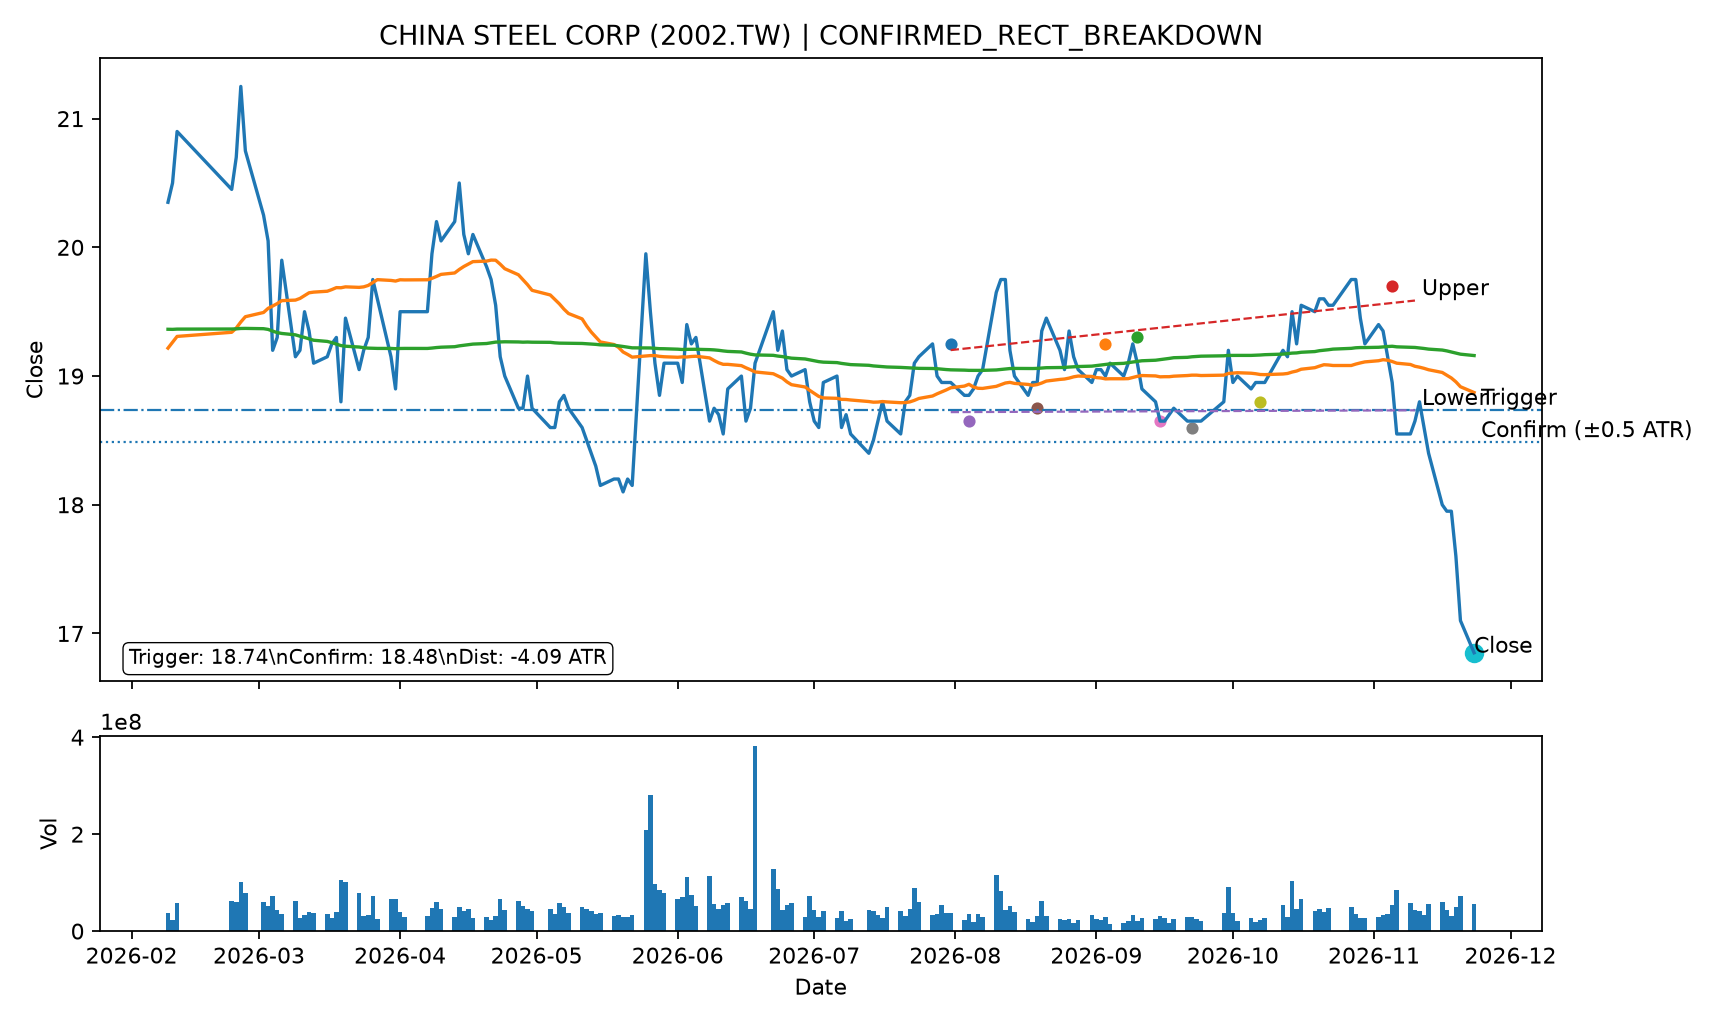 CHINA STEEL CORP (2002.TW) | CONFIRMED_RECT_BREAKDOWN
21
20
19
18
17
Close
Upper
Lower
Trigger
Confirm (±0.5 ATR)
Close
Trigger: 18.74\nConfirm: 18.48\nDist: -4.09 ATR
1e8
4
2
0
Vol
2026-02 2026-03 2026-04 2026-05 2026-06 2026-07 2026-08 2026-09 2026-10 2026-11 2026-12
Date